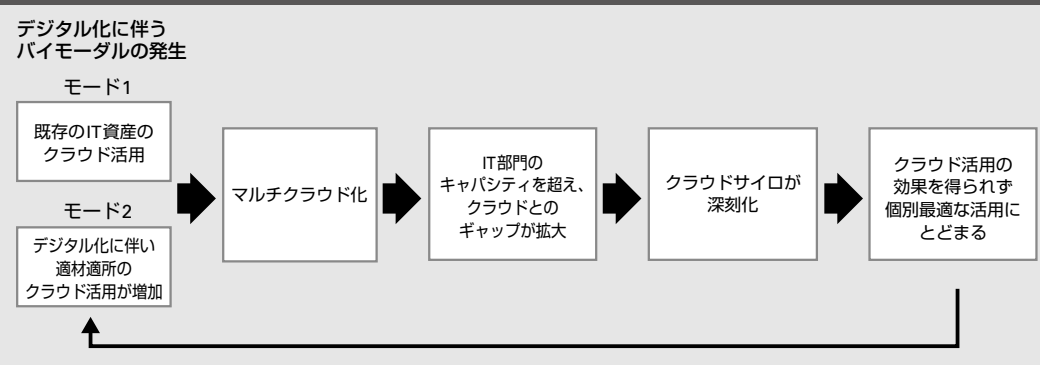 デジタル化に伴う
バイモーダルの発生
モード1
既存のIT資産の
クラウド活用
モード2
デジタル化に伴い
適材適所の
クラウド活用が増加
マルチクラウド化
IT部門の
キャパシティを超え、
クラウドとの
ギャップが拡大
クラウドサイロが
深刻化
クラウド活用の
効果を得られず
個別最適な活用に
とどまる